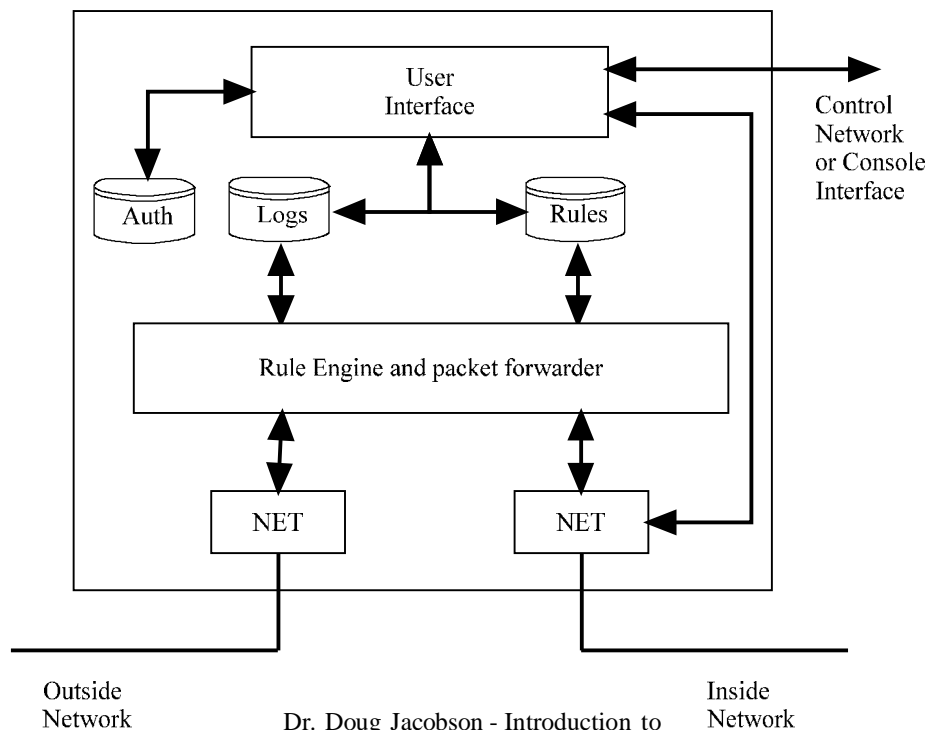 User
Interface
Control
Network
or Console
Interface
Auth
Logs
Rules
Rule Engine and packet forwarder
NET
NET
Outside
Network
Inside
Network
Dr. Doug Jacobson - Introduction to